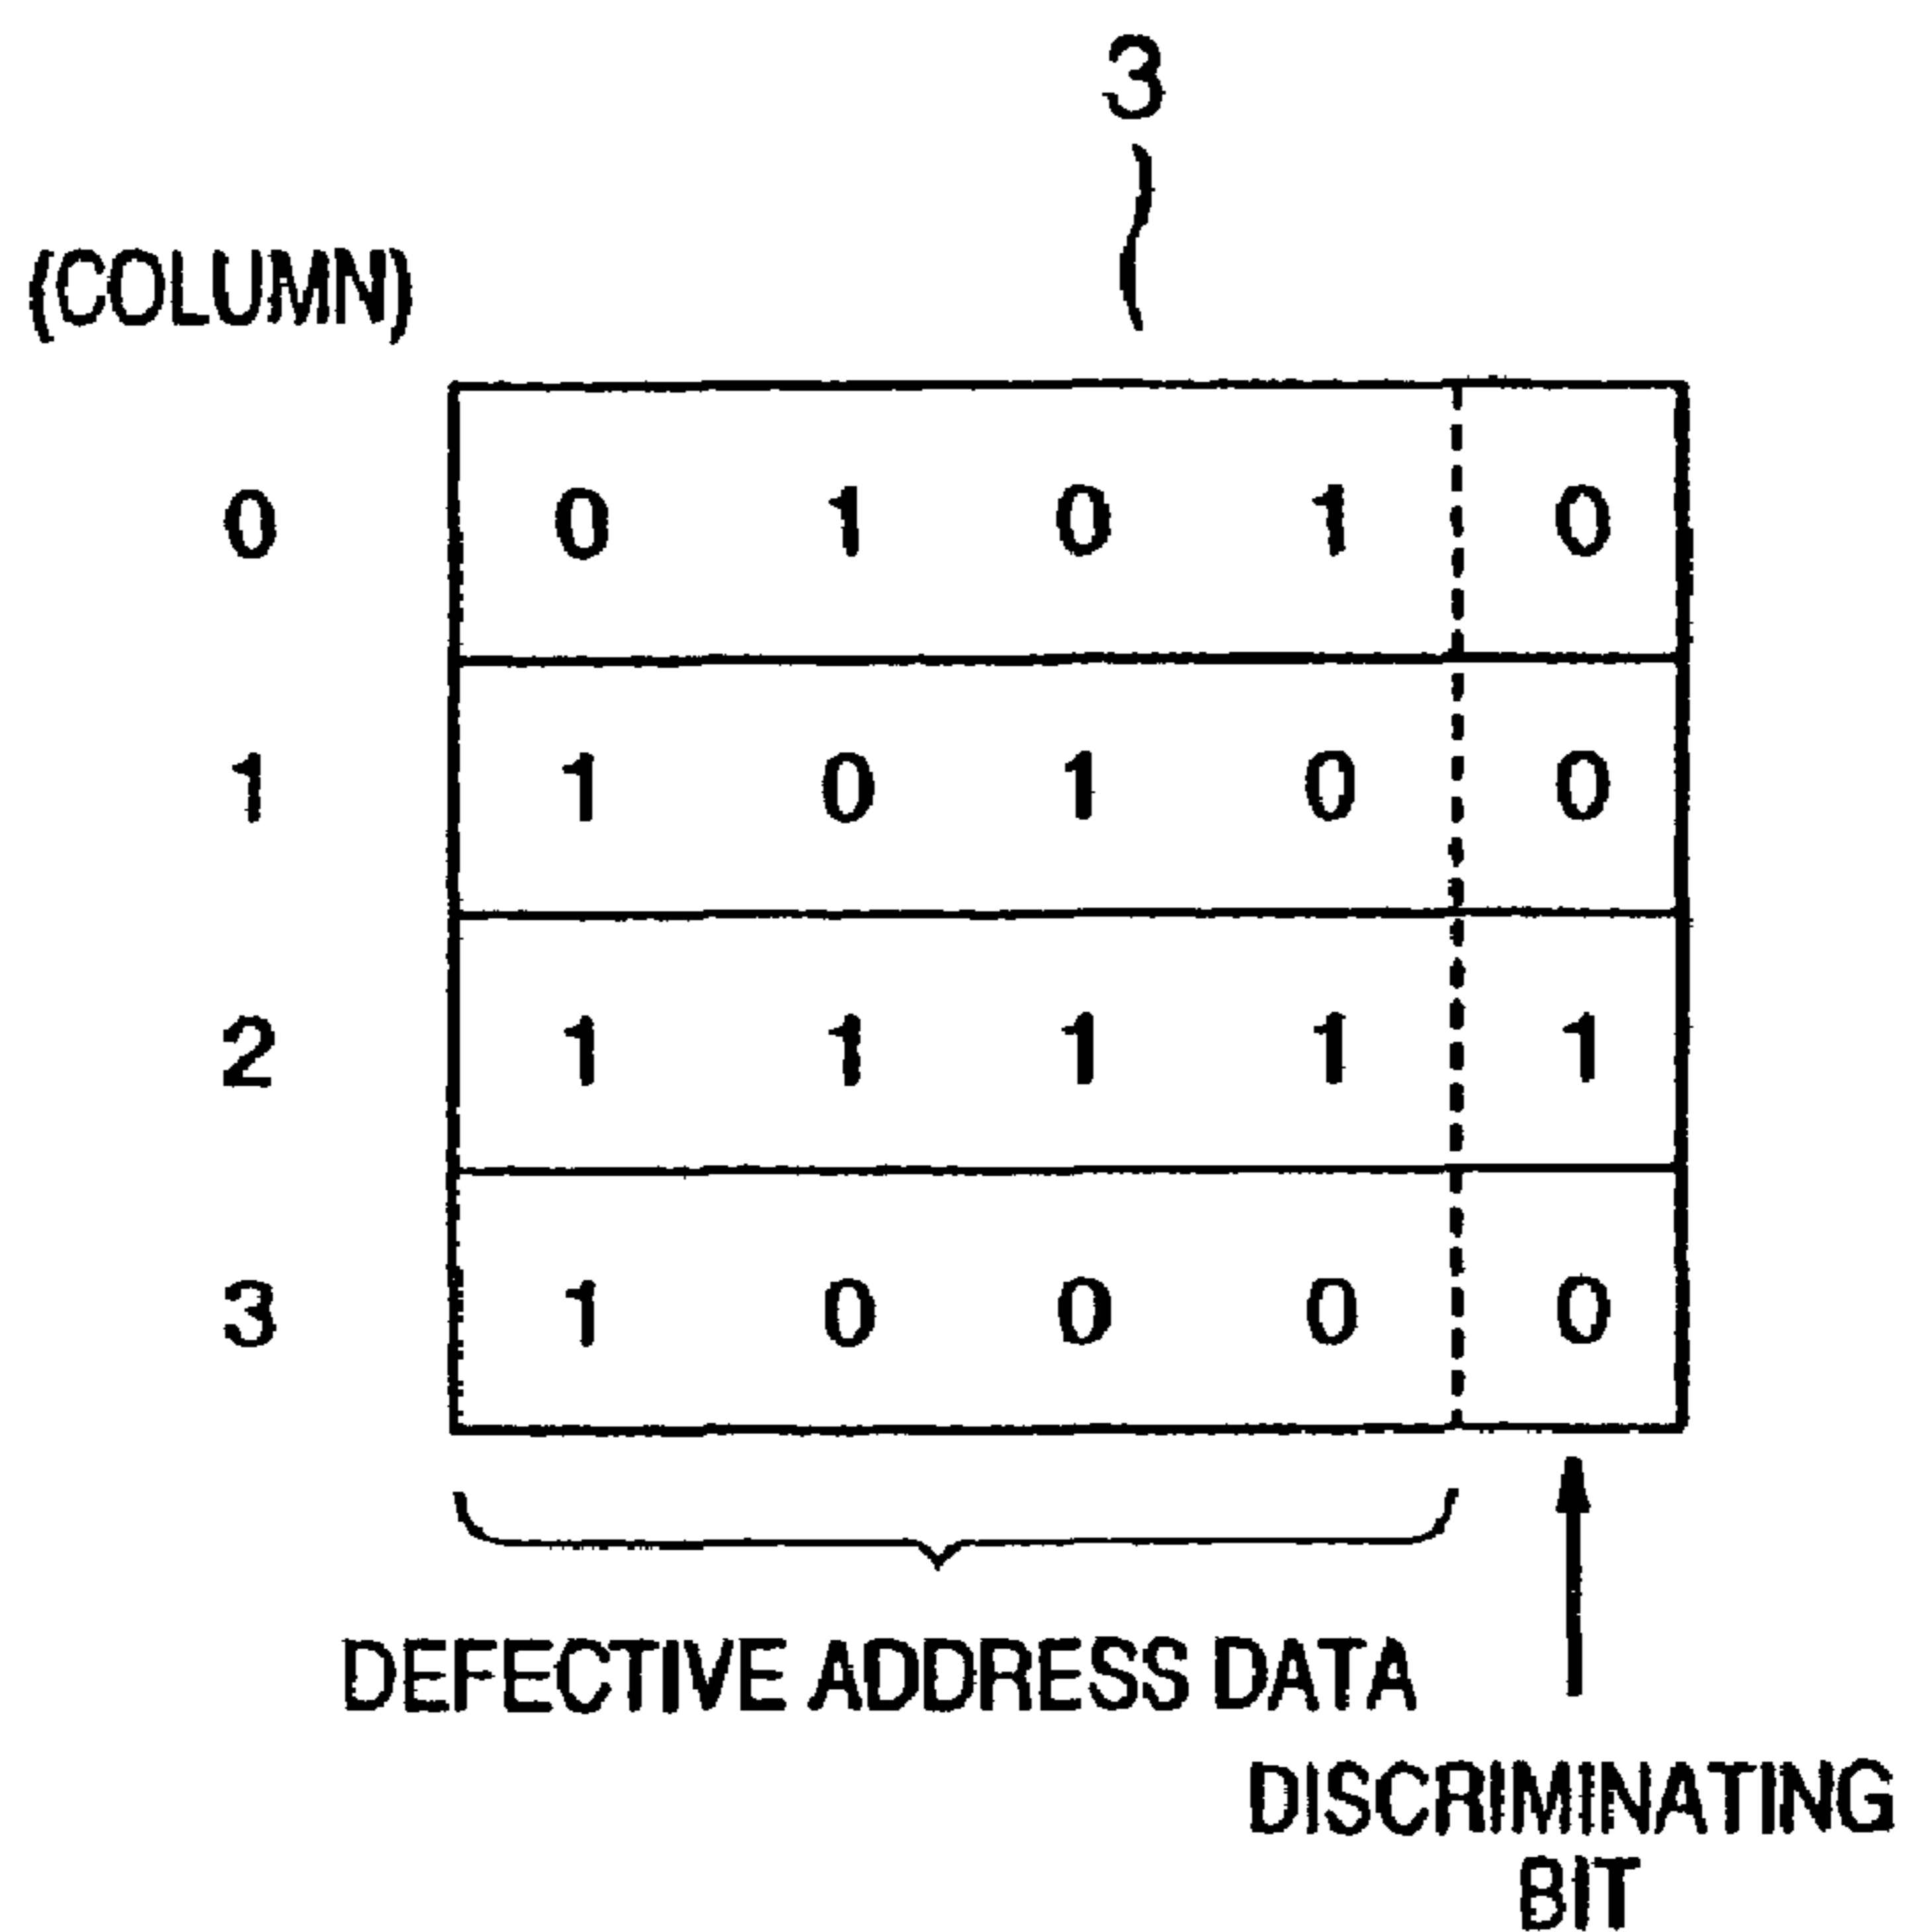 3
(COLUMN)
0 0 1 0 1 0
1 1 0 1 0 0
2 1 1 1 1 1
3 1 0 0 0 0
DEFECTIVE ADDRESS DATA
DISCRIMINATING
BIT